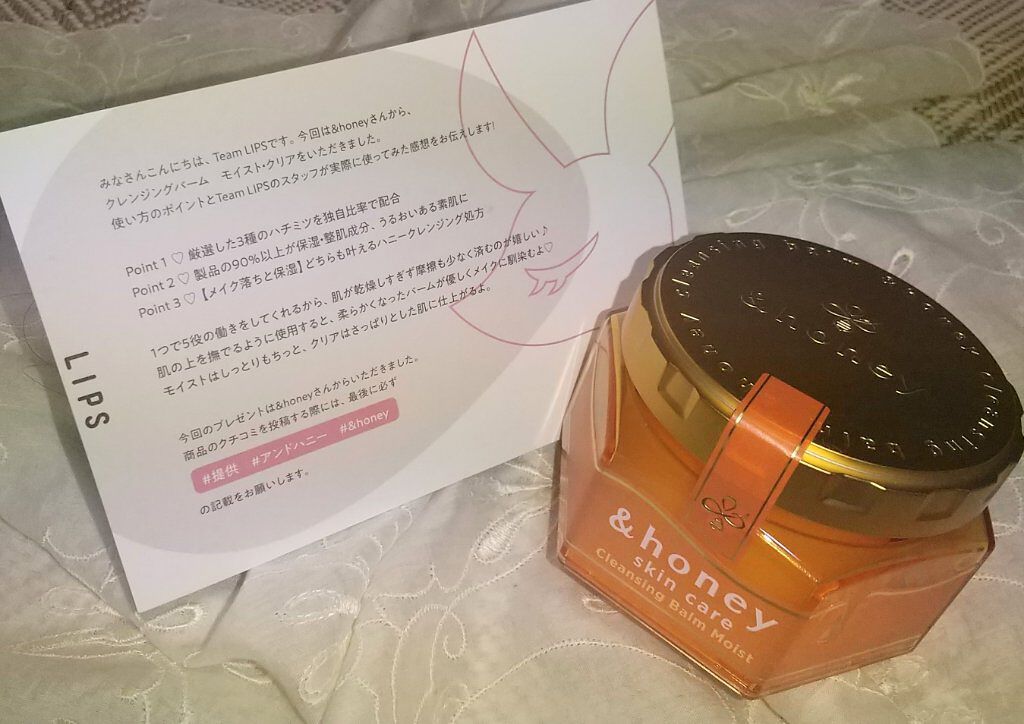 みなさんこんにちは、Team LIPSです。今回は&honeyさんから、
クレンジングバーム　モイスト・クリアをいただきました。
使い方のポイントとTeam LIPSのスタッフが実際に使ってみた感想をお伝えします!
Point 1 ♡ 厳選した3種のハチミツを独自比率で配合
Point 2 ♡ 製品の90%以上が保湿・整肌成分、うるおいある素肌に
Point 3 ♡ 【メイク落ちと保湿】どちらも叶えるハニークレンジング処方
1つで5役の働きをしてくれるから、肌が乾燥しすぎず摩擦も少なく済むのが嬉しい♪
肌の上を撫でるように使用すると、柔らかくなったバームが優しくメイクに馴染むよ♡
モイストはしっとりもちっと、クリアはさっぱりとした肌に仕上がるよ。
今回のプレゼントは&honeyさんからいただきました。
商品のクチコミを投稿する際には、最後に必ず
#提供　#アンドハニー　#&honey
の記載をお願いします。
LIPS
&honey
cleansing balm
&honey
skin care
Cleansing Balm Moist